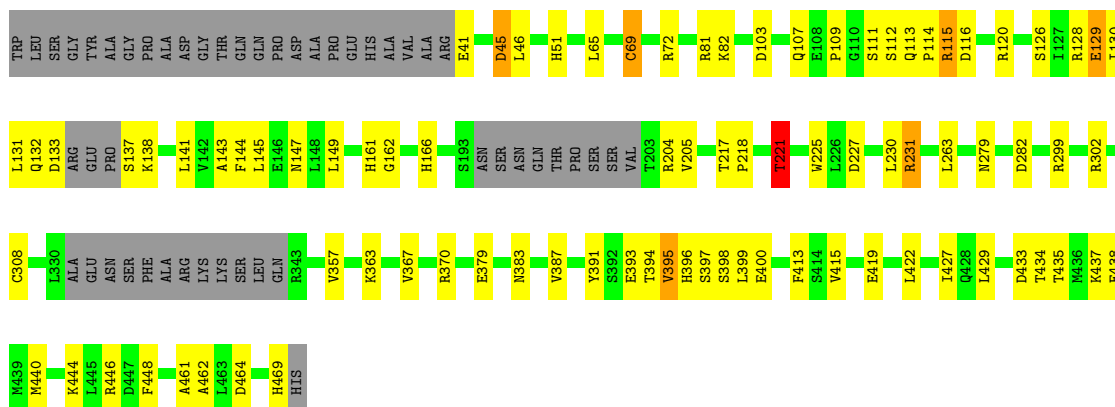 TRP LEU SER GLY TYR ALA GLY PRO ALA ASP GLY THR GLN GLN PRO ASP ALA PRO GLU HIS ALA VAL ALA ARG E41 D45 L46 H51 L65 C69 R72 R81 K82 D103 Q107 E108 P109 G110 S111 S112 Q113 P114 R115 D116 R120 S126 I127 R128 E129
L131 Q132 D133 ARG GLU PRO S137 K138 L141 V142 A143 F144 L145 E146 N147 L148 L149 H161 G162 H166 S193 ASN SER ASN GLN THR PRO SER SER VAL T203 R204 V205 T217 P218 T221 W225 L226 D227 L230 R231 L263 N279 D282 R299 R302
C308 L330 ALA GLU ASN SER PHE ALA ARG LYS LYS SER LEU GLN R343 V357 K363 V367 R370 E379 N383 V387 Y391 S392 E393 T394 V395 H396 S397 S398 L399 E400 F413 S414 V415 E419 L422 I427 Q428 L429 D433 T434 T435 M436 K437
M439 M440 K444 L445 R446 D447 F448 A461 A462 L463 D464 H469 HIS